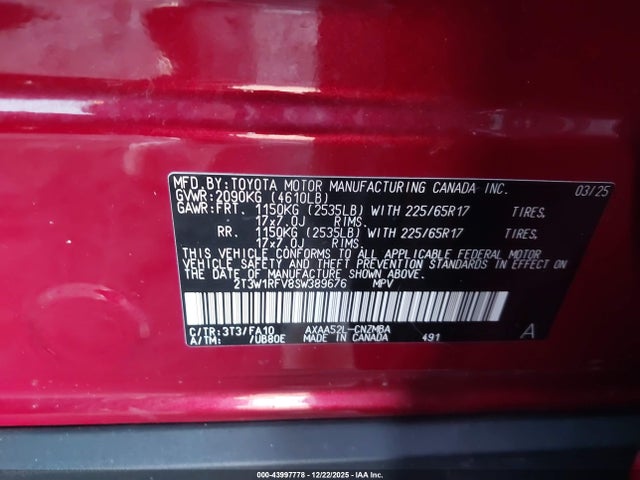 MFD.BY:TOYOTA MOTOR MANUFACTURING CANADA INC. 03/25
GVWR:2090KG (4610LB)
GAWR:FRT. 1150KG (2535LB) WITH 225/65R17 TIRES,
17x7.0J RIMS.
RR. 1150KG (2535LB) WITH 225/65R17 TIRES,
17x7.0J RIMS.
THIS VEHICLE CONFORMS TO ALL APPLICABLE FEDERAL MOTOR
VEHICLE SAFETY AND THEFT PREVENTION STANDARDS IN EFFECT
ON THE DATE OF MANUFACTURE SHOWN ABOVE.
2T3W1RFV8SW389676 MPV
C/TR:3T3/FA10 AXAA52L-CNZMBA A
A/TM: /UB80E MADE IN CANADA 491
000-43997778 - 12/22/2025 - IAA Inc.